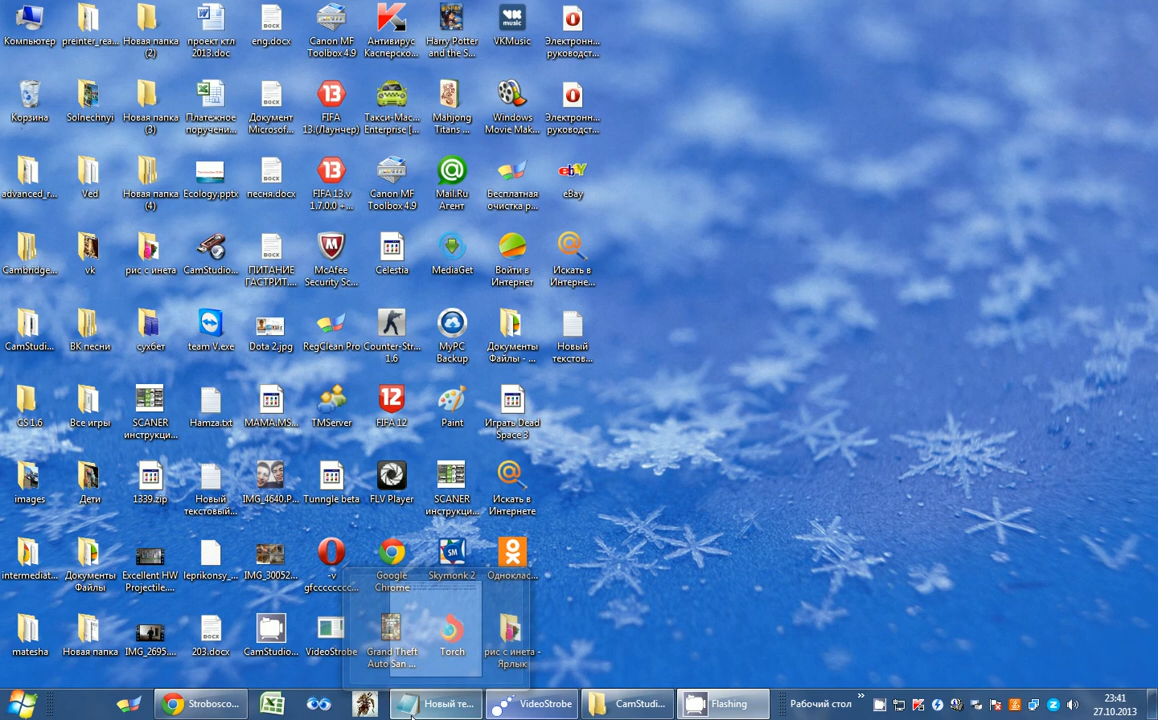 Компьютер
preinter_rea...
Новая папка (2)
проект ктл 2013.doc
eng.docx
Canon MF Toolbox 4.9
Антивирус Касперско...
Harry Potter and the S...
VKMusic
Электронн... руководст...
Корзина
Solnechnyi
Новая папка (3)
Платежное поручени...
Документ Microsof...
FIFA 13.(Лаунчер)
Такси-Мас... Enterprise [...
Mahjong Titans ...
Windows Movie Mak...
Электронн... руководст...
advanced_r...
Ved
Новая папка (4)
Ecology.pptx
песня.docx
FIFA 13.v 1.7.0.0 +...
Canon MF Toolbox 4.9
Mail.Ru Агент
Бесплатная очистка р...
eBay
Cambridge...
vk
рис с инета
CamStudio...
ПИТАНИЕ ГАСТРИТ....
McAfee Security Sc...
Celestia
MediaGet
Войти в Интернет
Искать в Интерне...
CamStudi...
ВК песни
сухбет
team V.exe
Dota 2.jpg
RegClean Pro
Counter-Str... 1.6
MyPC Backup
Документы Файлы - ...
Новый текстов...
CS 1.6
Все игры
SCANER инструкци...
Hamza.txt
МАМА.MS...
TMServer
FIFA 12
Paint
Играть Dead Space 3
images
Дети
1339.zip
Новый текстовый...
IMG_4640.P...
Tunngle beta
FLV Player
SCANER инструкци...
Искать в Интернете
intermediat...
Документы Файлы
Excellent HW Projectile....
leprikonsy_...
IMG_30052...
-v gfcccccccc...
Google Chrome
Skymonk 2
Одноклас...
matesha
Новая папка
IMG_2695....
203.docx
CamStudio...
VideoStrobe
Grand Theft Auto San ...
Torch
рис с инета - Ярлык
Strobosco...
Новый те...
VideoStrobe
CamStudi...
Flashing
Рабочий стол
23:41
27.10.2013